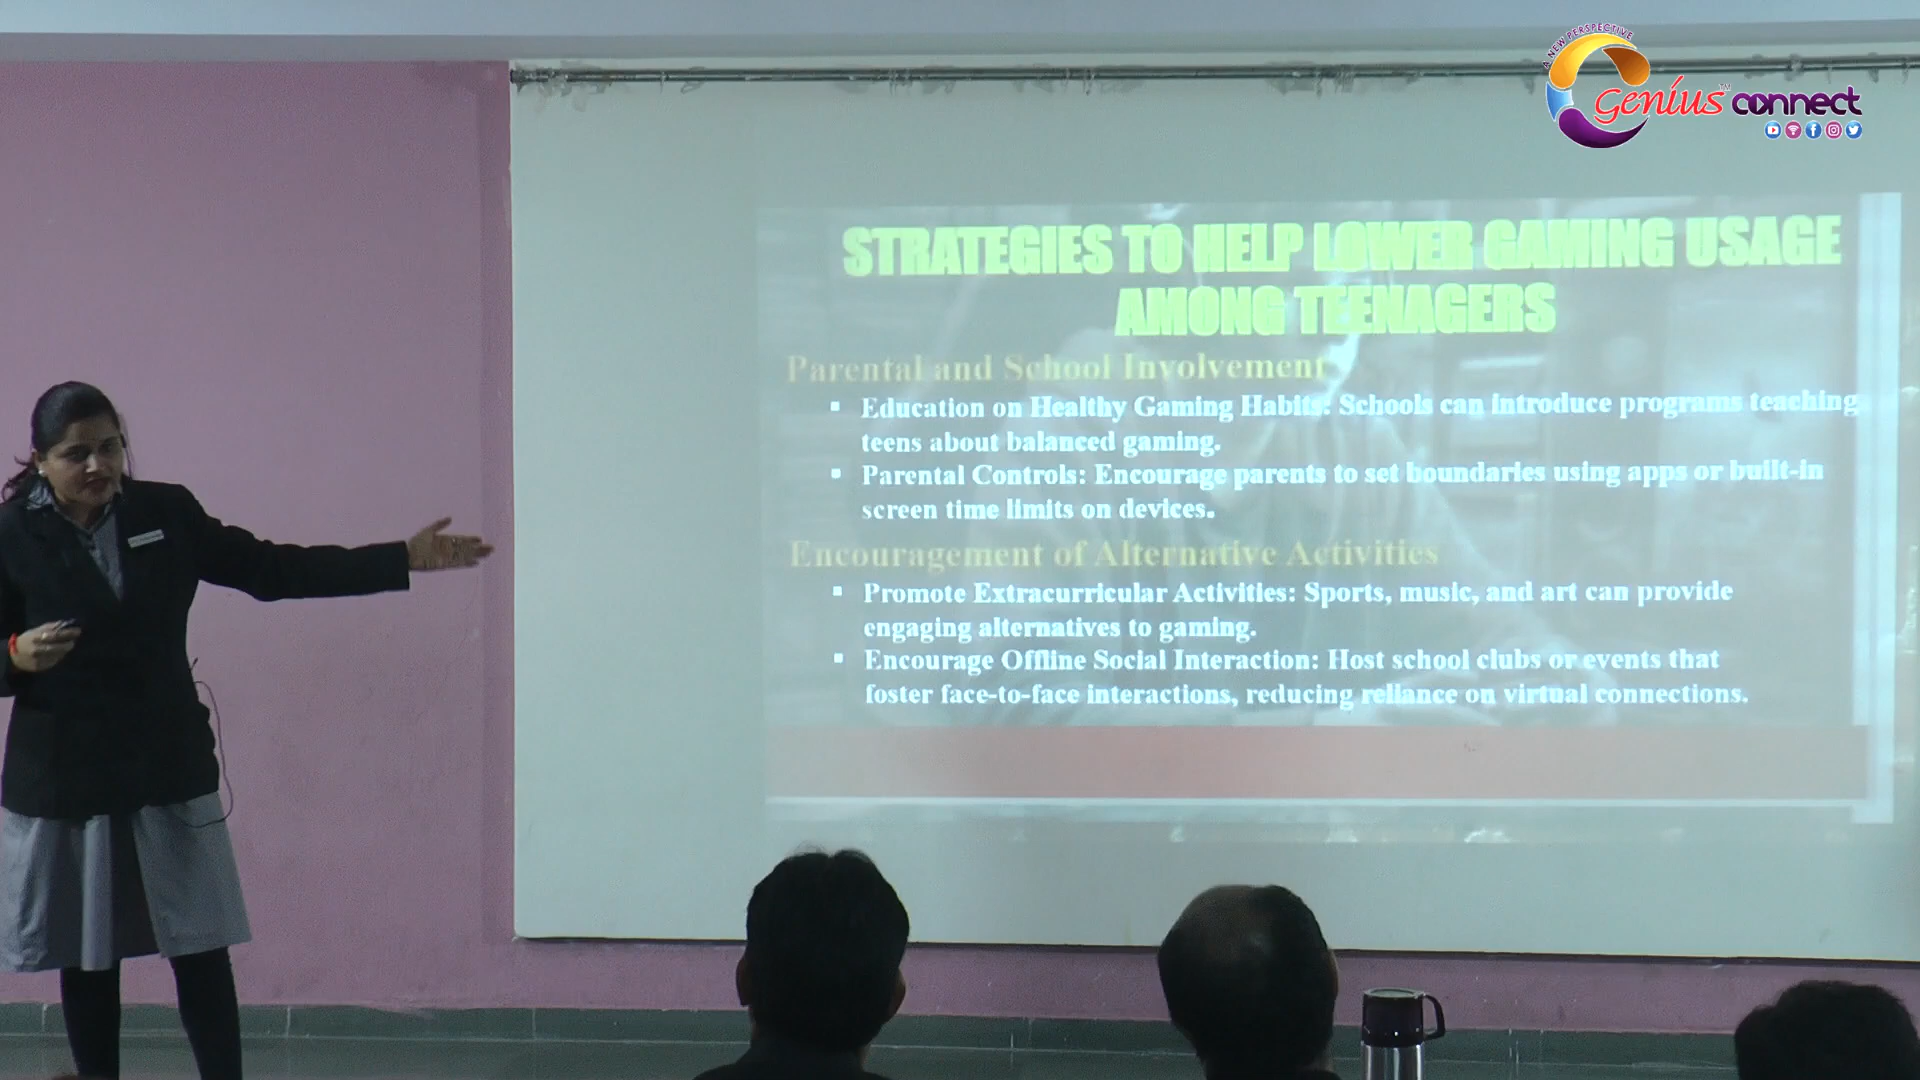 A NEW PERSPECTIVE
Genius connect
TM
STRATEGIES TO HELP LOWER GAMING USAGE
AMONG TEENAGERS
Parental and School Involvement
▪ Education on Healthy Gaming Habits: Schools can introduce programs teaching
teens about balanced gaming.
▪ Parental Controls: Encourage parents to set boundaries using apps or built-in
screen time limits on devices.
Encouragement of Alternative Activities
▪ Promote Extracurricular Activities: Sports, music, and art can provide
engaging alternatives to gaming.
▪ Encourage Offline Social Interaction: Host school clubs or events that
foster face-to-face interactions, reducing reliance on virtual connections.